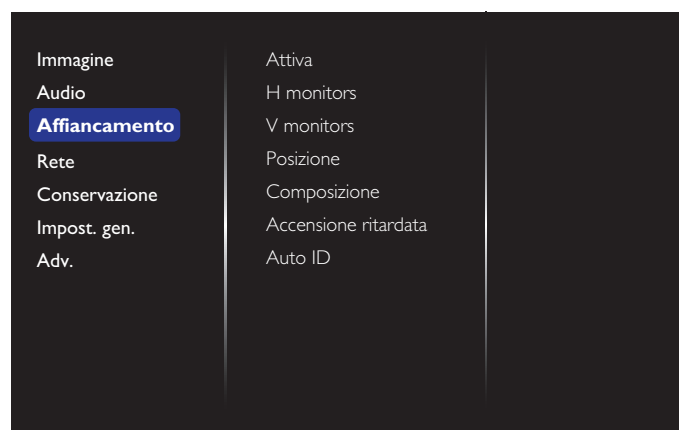 Immagine
Audio
Affiancamento
Rete
Conservazione
Impost. gen.
Adv.
Attiva
H monitors
V monitors
Posizione
Composizione
Accensione ritardata
Auto ID